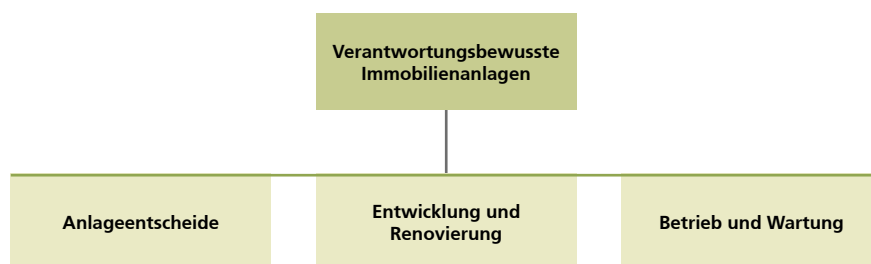 Verantwortungsbewusste
Immobilienanlagen
Anlageentscheide
Entwicklung und
Renovierung
Betrieb und Wartung